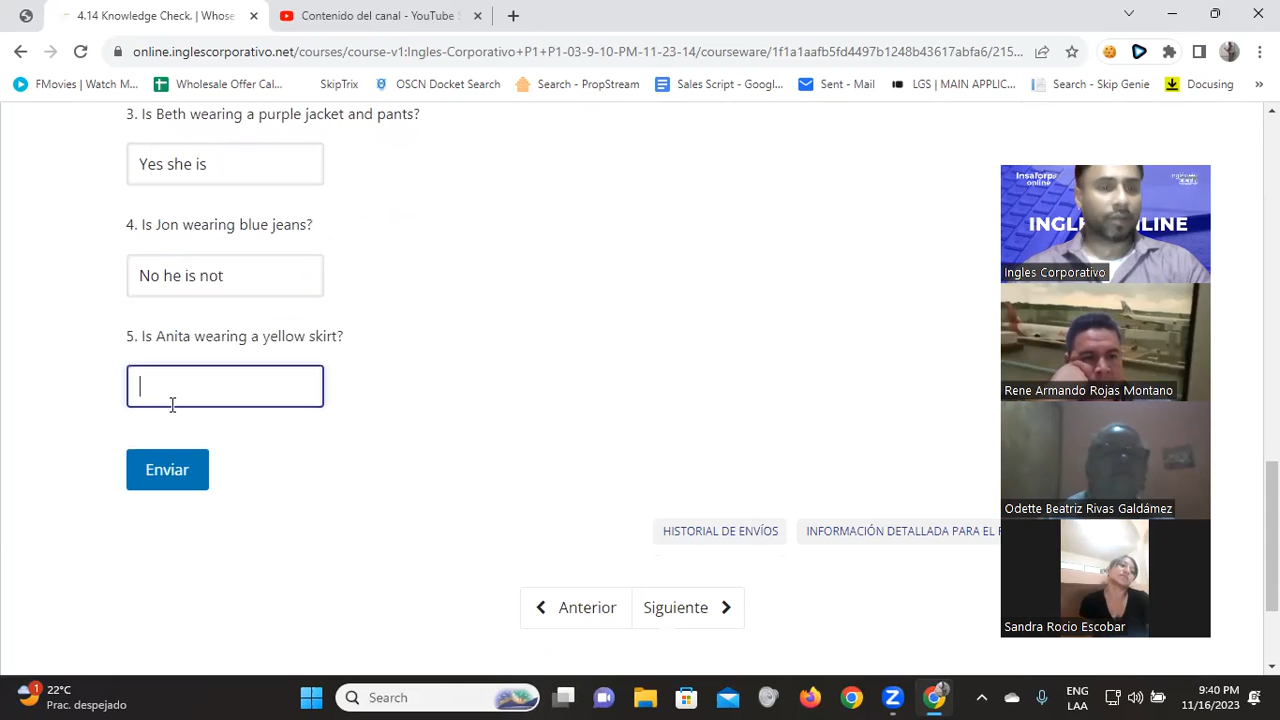 4.14 Knowledge Check. | Whose
Contenido del canal - YouTube S
online.inglescorporativo.net/courses/course-v1:Ingles-Corporativo+P1+P1-03-9-10-PM-11-23-14/courseware/1f1a1aafb5fd4497b1248b43617abfa6/215...
FMovies | Watch M...
Wholesale Offer Cal...
SkipTrix
OSCN Docket Search
Search - PropStream
Sales Script - Googl...
Sent - Mail
LGS | MAIN APPLIC...
Search - Skip Genie
Docusing
»
3. Is Beth wearing a purple jacket and pants?
Yes she is
4. Is Jon wearing blue jeans?
No he is not
5. Is Anita wearing a yellow skirt?
Enviar
HISTORIAL DE ENVÍOS
INFORMACIÓN DETALLADA PARA EL
Anterior
Siguiente
Insaforp
online
INGL NLINE
Ingles Corporativo
Rene Armando Rojas Montano
Odette Beatriz Rivas Galdámez
Sandra Rocio Escobar
1
22°C
Prac. despejado
Search
ENG
LAA
9:40 PM
11/16/2023